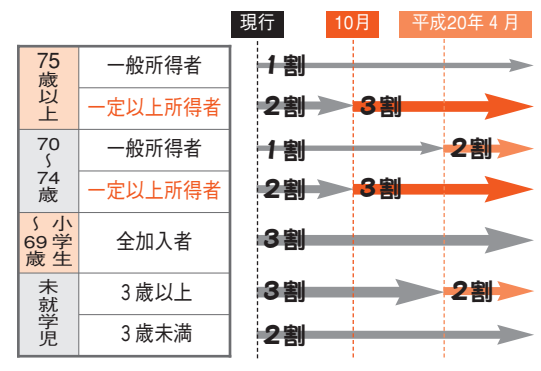 現行 10月 平成20年4月
75歳以上
一般所得者 1割
一定以上所得者 2割 3割
70～74歳
一般所得者 1割 2割
一定以上所得者 2割 3割
小学生～69歳
全加入者 3割
未就学児
3歳以上 3割 2割
3歳未満 2割